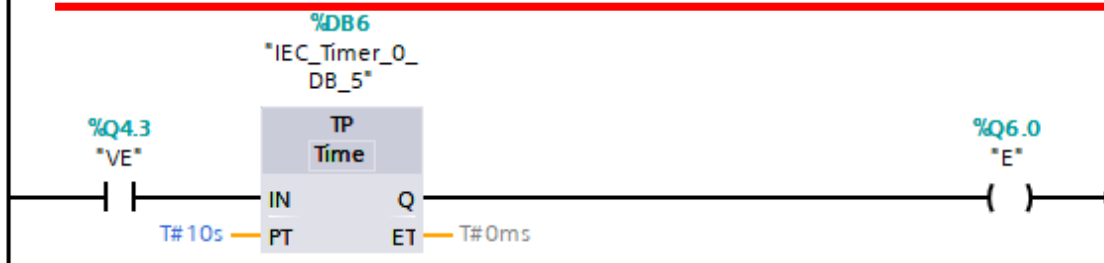 %DB6
"IEC_Timer_0_
DB_5"
%Q4.3
"VE"
TP
Time
%Q6.0
"E"
IN Q
T#10s PT ET T#0ms